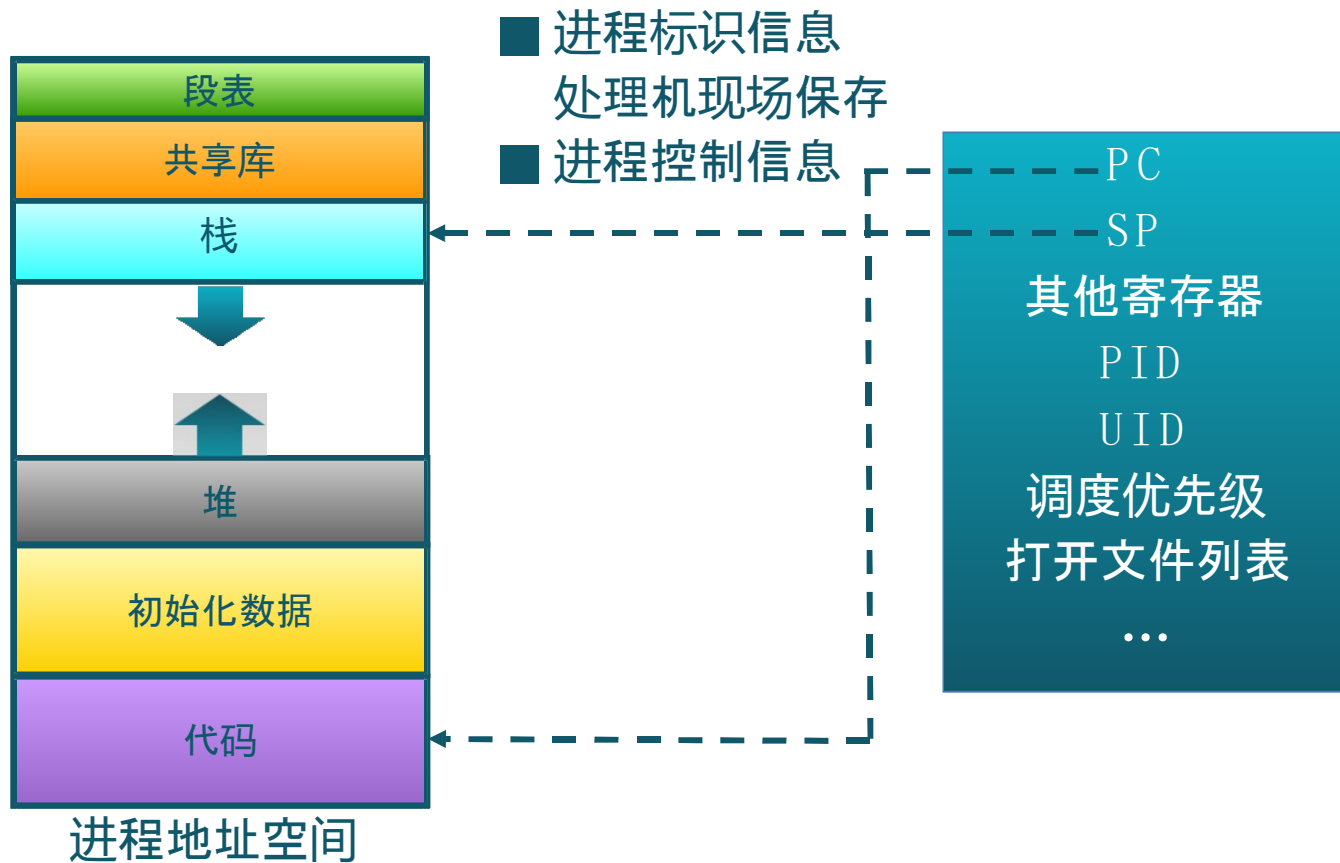 进程标识信息
处理机现场保存
进程控制信息
段表
共享库
栈
堆
初始化数据
代码
进程地址空间
PC
SP
其他寄存器
PID
UID
调度优先级
打开文件列表
...